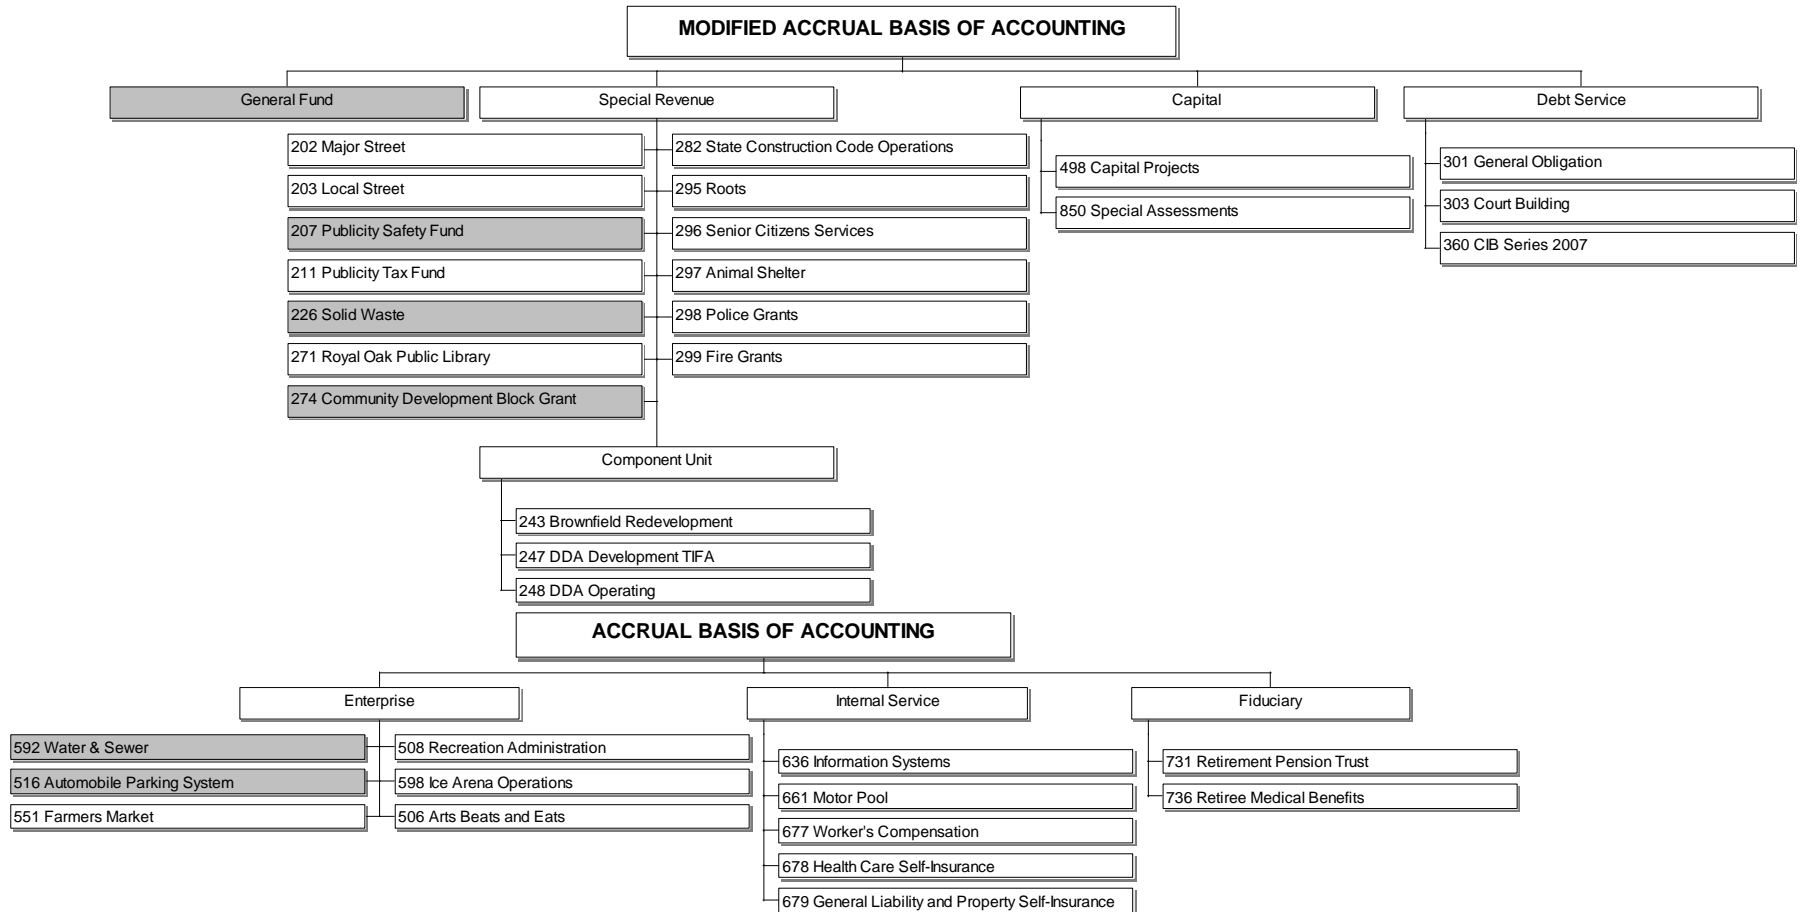 MODIFIED ACCRUAL BASIS OF ACCOUNTING
General Fund
Special Revenue
Capital
Debt Service
202 Major Street
203 Local Street
207 Publicity Safety Fund
211 Publicity Tax Fund
226 Solid Waste
271 Royal Oak Public Library
274 Community Development Block Grant
282 State Construction Code Operations
295 Roots
296 Senior Citizens Services
297 Animal Shelter
298 Police Grants
299 Fire Grants
498 Capital Projects
850 Special Assessments
301 General Obligation
303 Court Building
360 CIB Series 2007
Component Unit
243 Brownfield Redevelopment
247 DDA Development TIFA
248 DDA Operating
ACCRUAL BASIS OF ACCOUNTING
Enterprise
Internal Service
Fiduciary
592 Water & Sewer
516 Automobile Parking System
551 Farmers Market
508 Recreation Administration
598 Ice Arena Operations
506 Arts Beats and Eats
636 Information Systems
661 Motor Pool
677 Worker's Compensation
678 Health Care Self-Insurance
679 General Liability and Property Self-Insurance
731 Retirement Pension Trust
736 Retiree Medical Benefits